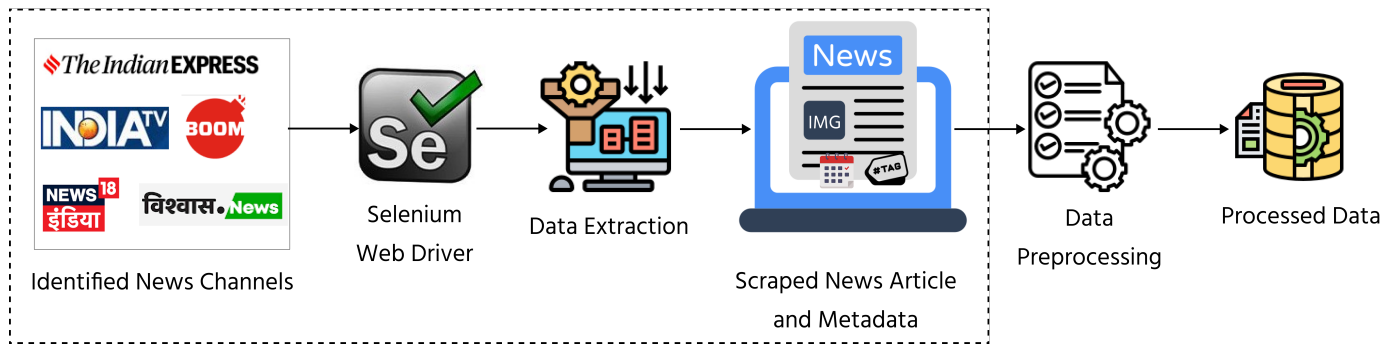 The Indian EXPRESS
INDIA TV
BOOM
NEWS 18
इंडिया
विश्वास.News
Identified News Channels
Se
Selenium
Web Driver
Data Extraction
News
IMG
#TAG
Scraped News Article
and Metadata
Data
Preprocessing
Processed Data